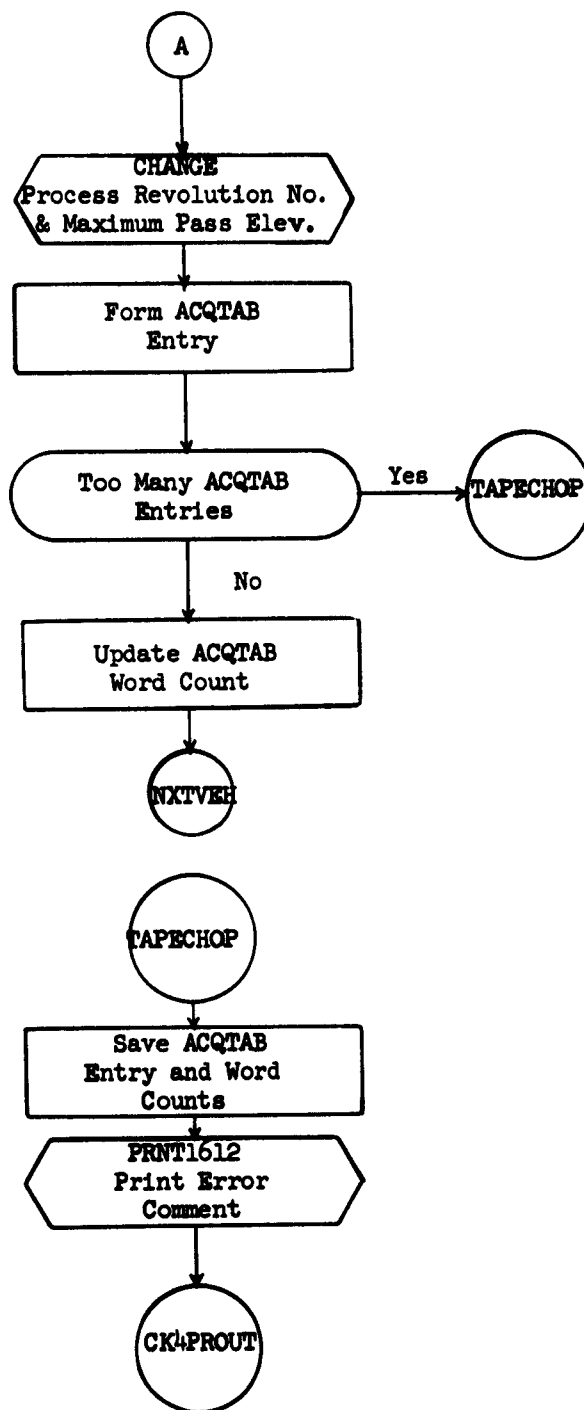 A
CHANGE
Process Revolution No.
& Maximum Pass Elev.
Form ACQTAB
Entry
Too Many ACQTAB
Entries
Yes
TAPECHOP
No
Update ACQTAB
Word Count
NXTVEH
TAPECHOP
Save ACQTAB
Entry and Word
Counts
PRNT1612
Print Error
Comment
CK4PROUT